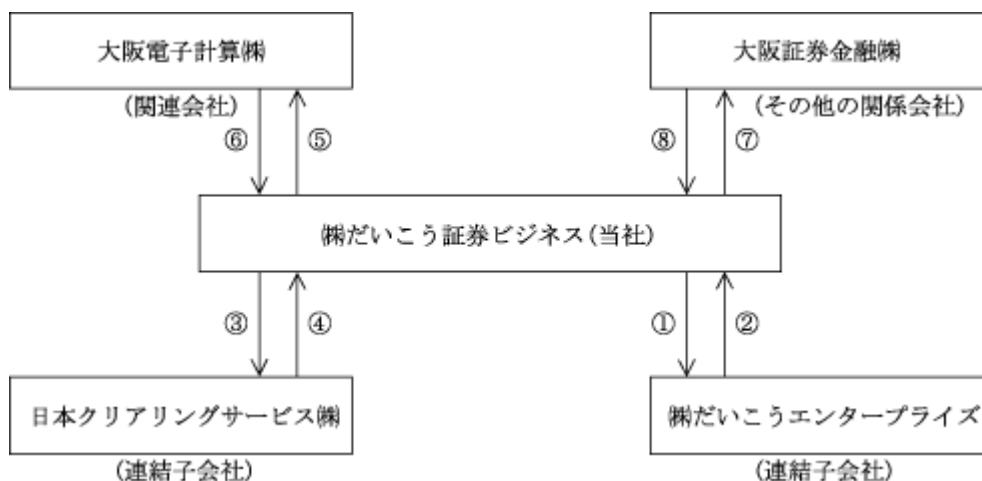 大阪電子計算㈱
大阪証券金融㈱
(関連会社)
(その他の関係会社)
⑥
⑤
⑧
⑦
㈱だいこう証券ビジネス(当社)
③
④
①
②
日本クリアリングサービス㈱
㈱だいこうエンタープライズ
(連結子会社)
(連結子会社)